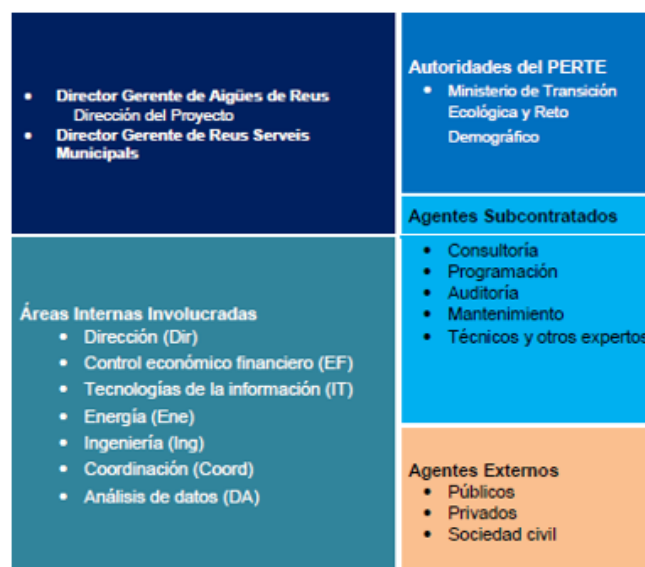 • Director Gerente de Aigües de Reus
Dirección del Proyecto
• Director Gerente de Reus Serveis
Municipals
Áreas Internas Involucradas
• Dirección (Dir)
• Control económico financiero (EF)
• Tecnologías de la información (IT)
• Energía (Ene)
• Ingeniería (Ing)
• Coordinación (Coord)
• Análisis de datos (DA)
Autoridades del PERTE
• Ministerio de Transición
Ecológica y Reto
Demográfico
Agentes Subcontratados
• Consultoría
• Programación
• Auditoría
• Mantenimiento
• Técnicos y otros expertos
Agentes Externos
• Públicos
• Privados
• Sociedad civil